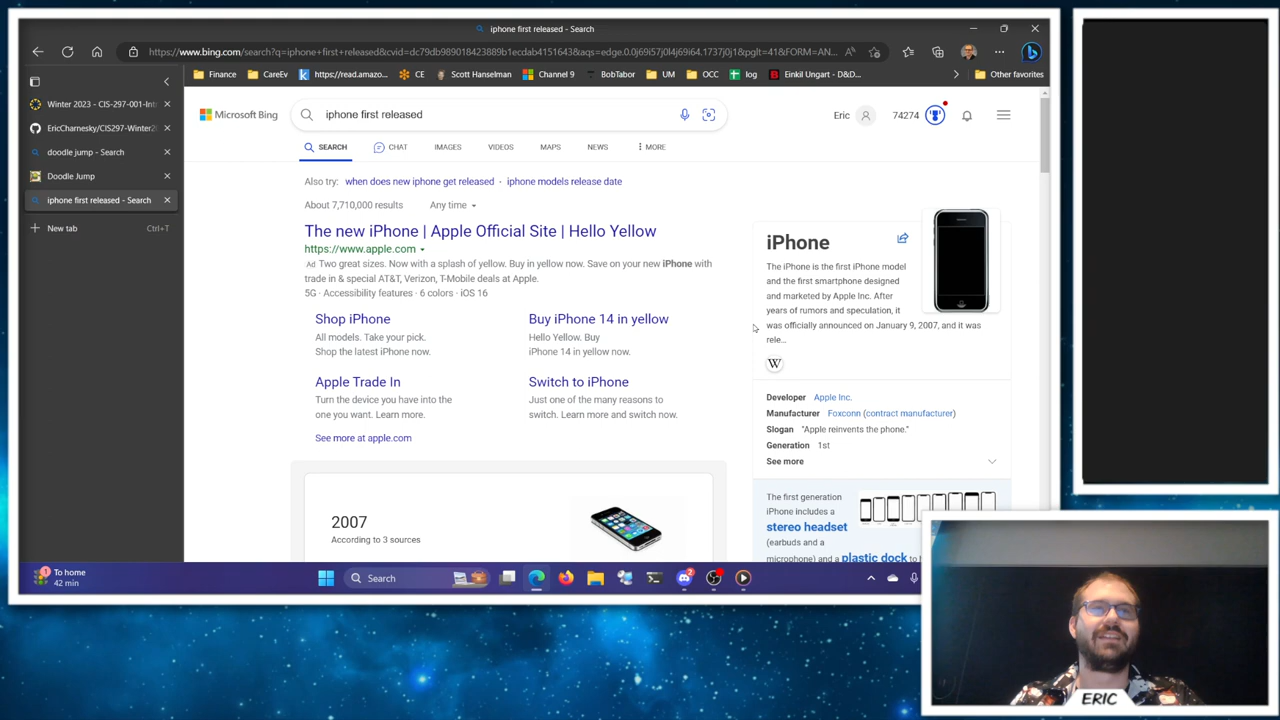 iphone first released - Search
https://www.bing.com/search?q=iphone+first+released&cvid=dc79db989018423889b1ecdab4151643&aqs=edge.0.0j69i57j0l4j69i64.1737j0j1&pglt=41&FORM=AN...
Finance
CareEv
https://read.amazo...
CE
Scott Hanselman
Channel 9
BobTabor
UM
OCC
log
Einkil Ungart - D&D...
Other favorites
Winter 2023 - CIS-297-001-Int
EricCharnesky/CIS297-Winter20
doodle jump - Search
Doodle Jump
iphone first released - Search
New tab
Ctrl+T
Microsoft Bing
iphone first released
Eric
74274
SEARCH
CHAT
IMAGES
VIDEOS
MAPS
NEWS
MORE
Also try: when does new iphone get released · iphone models release date
About 7,710,000 results
Any time
The new iPhone | Apple Official Site | Hello Yellow
https://www.apple.com
Ad Two great sizes. Now with a splash of yellow. Buy in yellow now. Save on your new iPhone with
trade in & special AT&T, Verizon, T-Mobile deals at Apple.
5G · Accessibility features · 6 colors · iOS 16
Shop iPhone
All models. Take your pick.
Shop the latest iPhone now.
Buy iPhone 14 in yellow
Hello Yellow. Buy
iPhone 14 in yellow now.
Apple Trade In
Turn the device you have into the
one you want. Learn more.
Switch to iPhone
Just one of the many reasons to
switch. Learn more and switch now.
See more at apple.com
2007
According to 3 sources
iPhone
The iPhone is the first iPhone model
and the first smartphone designed
and marketed by Apple Inc. After
years of rumors and speculation, it
was officially announced on January 9, 2007, and it was
rele...
W
Developer Apple Inc.
Manufacturer Foxconn (contract manufacturer)
Slogan "Apple reinvents the phone."
Generation 1st
See more
The first generation
iPhone includes a
stereo headset
(earbuds and a
microphone) and a plastic dock to h
1
To home
42 min
Search
2
ERIC